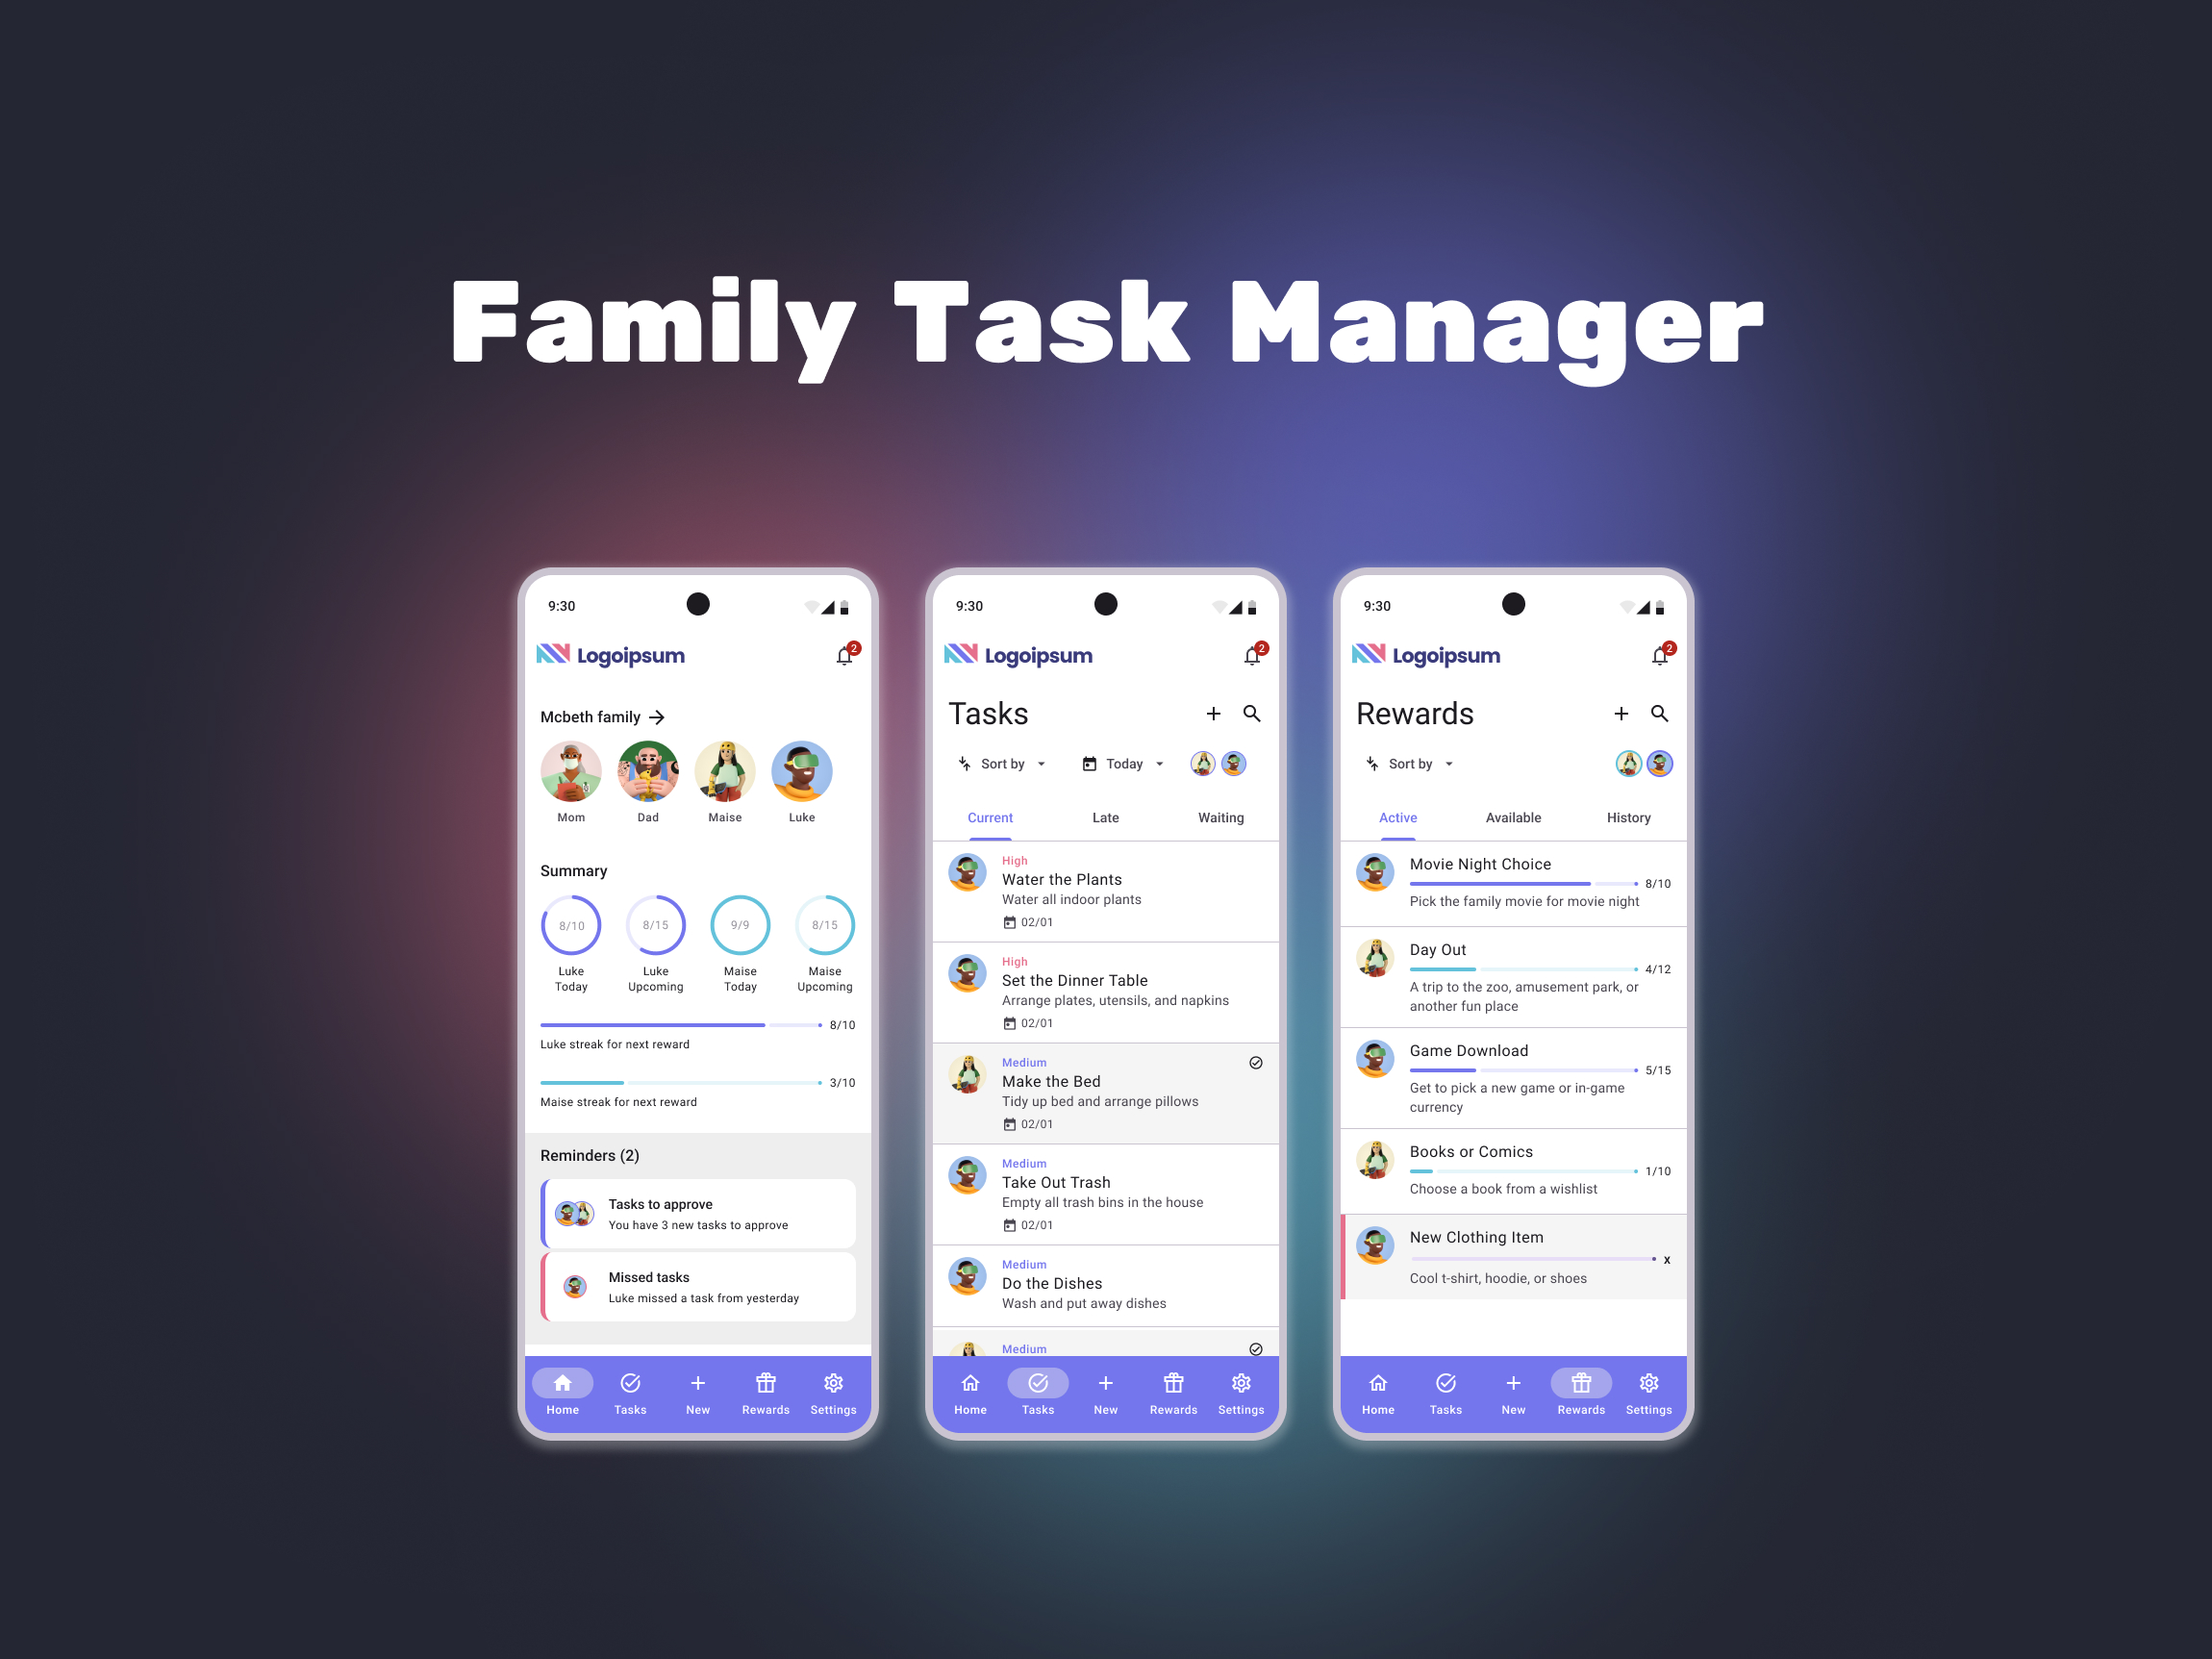 Family Task Manager
9:30
Logoipsum
2
Mcbeth family
Mom
Dad
Maise
Luke
Summary
8/10
8/15
9/9
8/15
Luke
Today
Luke
Upcoming
Maise
Today
Maise
Upcoming
8/10
Luke streak for next reward
3/10
Maise streak for next reward
Reminders (2)
Tasks to approve
You have 3 new tasks to approve
Missed tasks
Luke missed a task from yesterday
Home
Tasks
New
Rewards
Settings
9:30
Logoipsum
2
Tasks
Sort by
Today
Current
Late
Waiting
High
Water the Plants
Water all indoor plants
02/01
High
Set the Dinner Table
Arrange plates, utensils, and napkins
02/01
Medium
Make the Bed
Tidy up bed and arrange pillows
02/01
Medium
Take Out Trash
Empty all trash bins in the house
02/01
Medium
Do the Dishes
Wash and put away dishes
Medium
Home
Tasks
New
Rewards
Settings
9:30
Logoipsum
2
Rewards
Sort by
Active
Available
History
Movie Night Choice
8/10
Pick the family movie for movie night
Day Out
4/12
A trip to the zoo, amusement park, or
another fun place
Game Download
5/15
Get to pick a new game or in-game
currency
Books or Comics
1/10
Choose a book from a wishlist
New Clothing Item
x
Cool t-shirt, hoodie, or shoes
Home
Tasks
New
Rewards
Settings